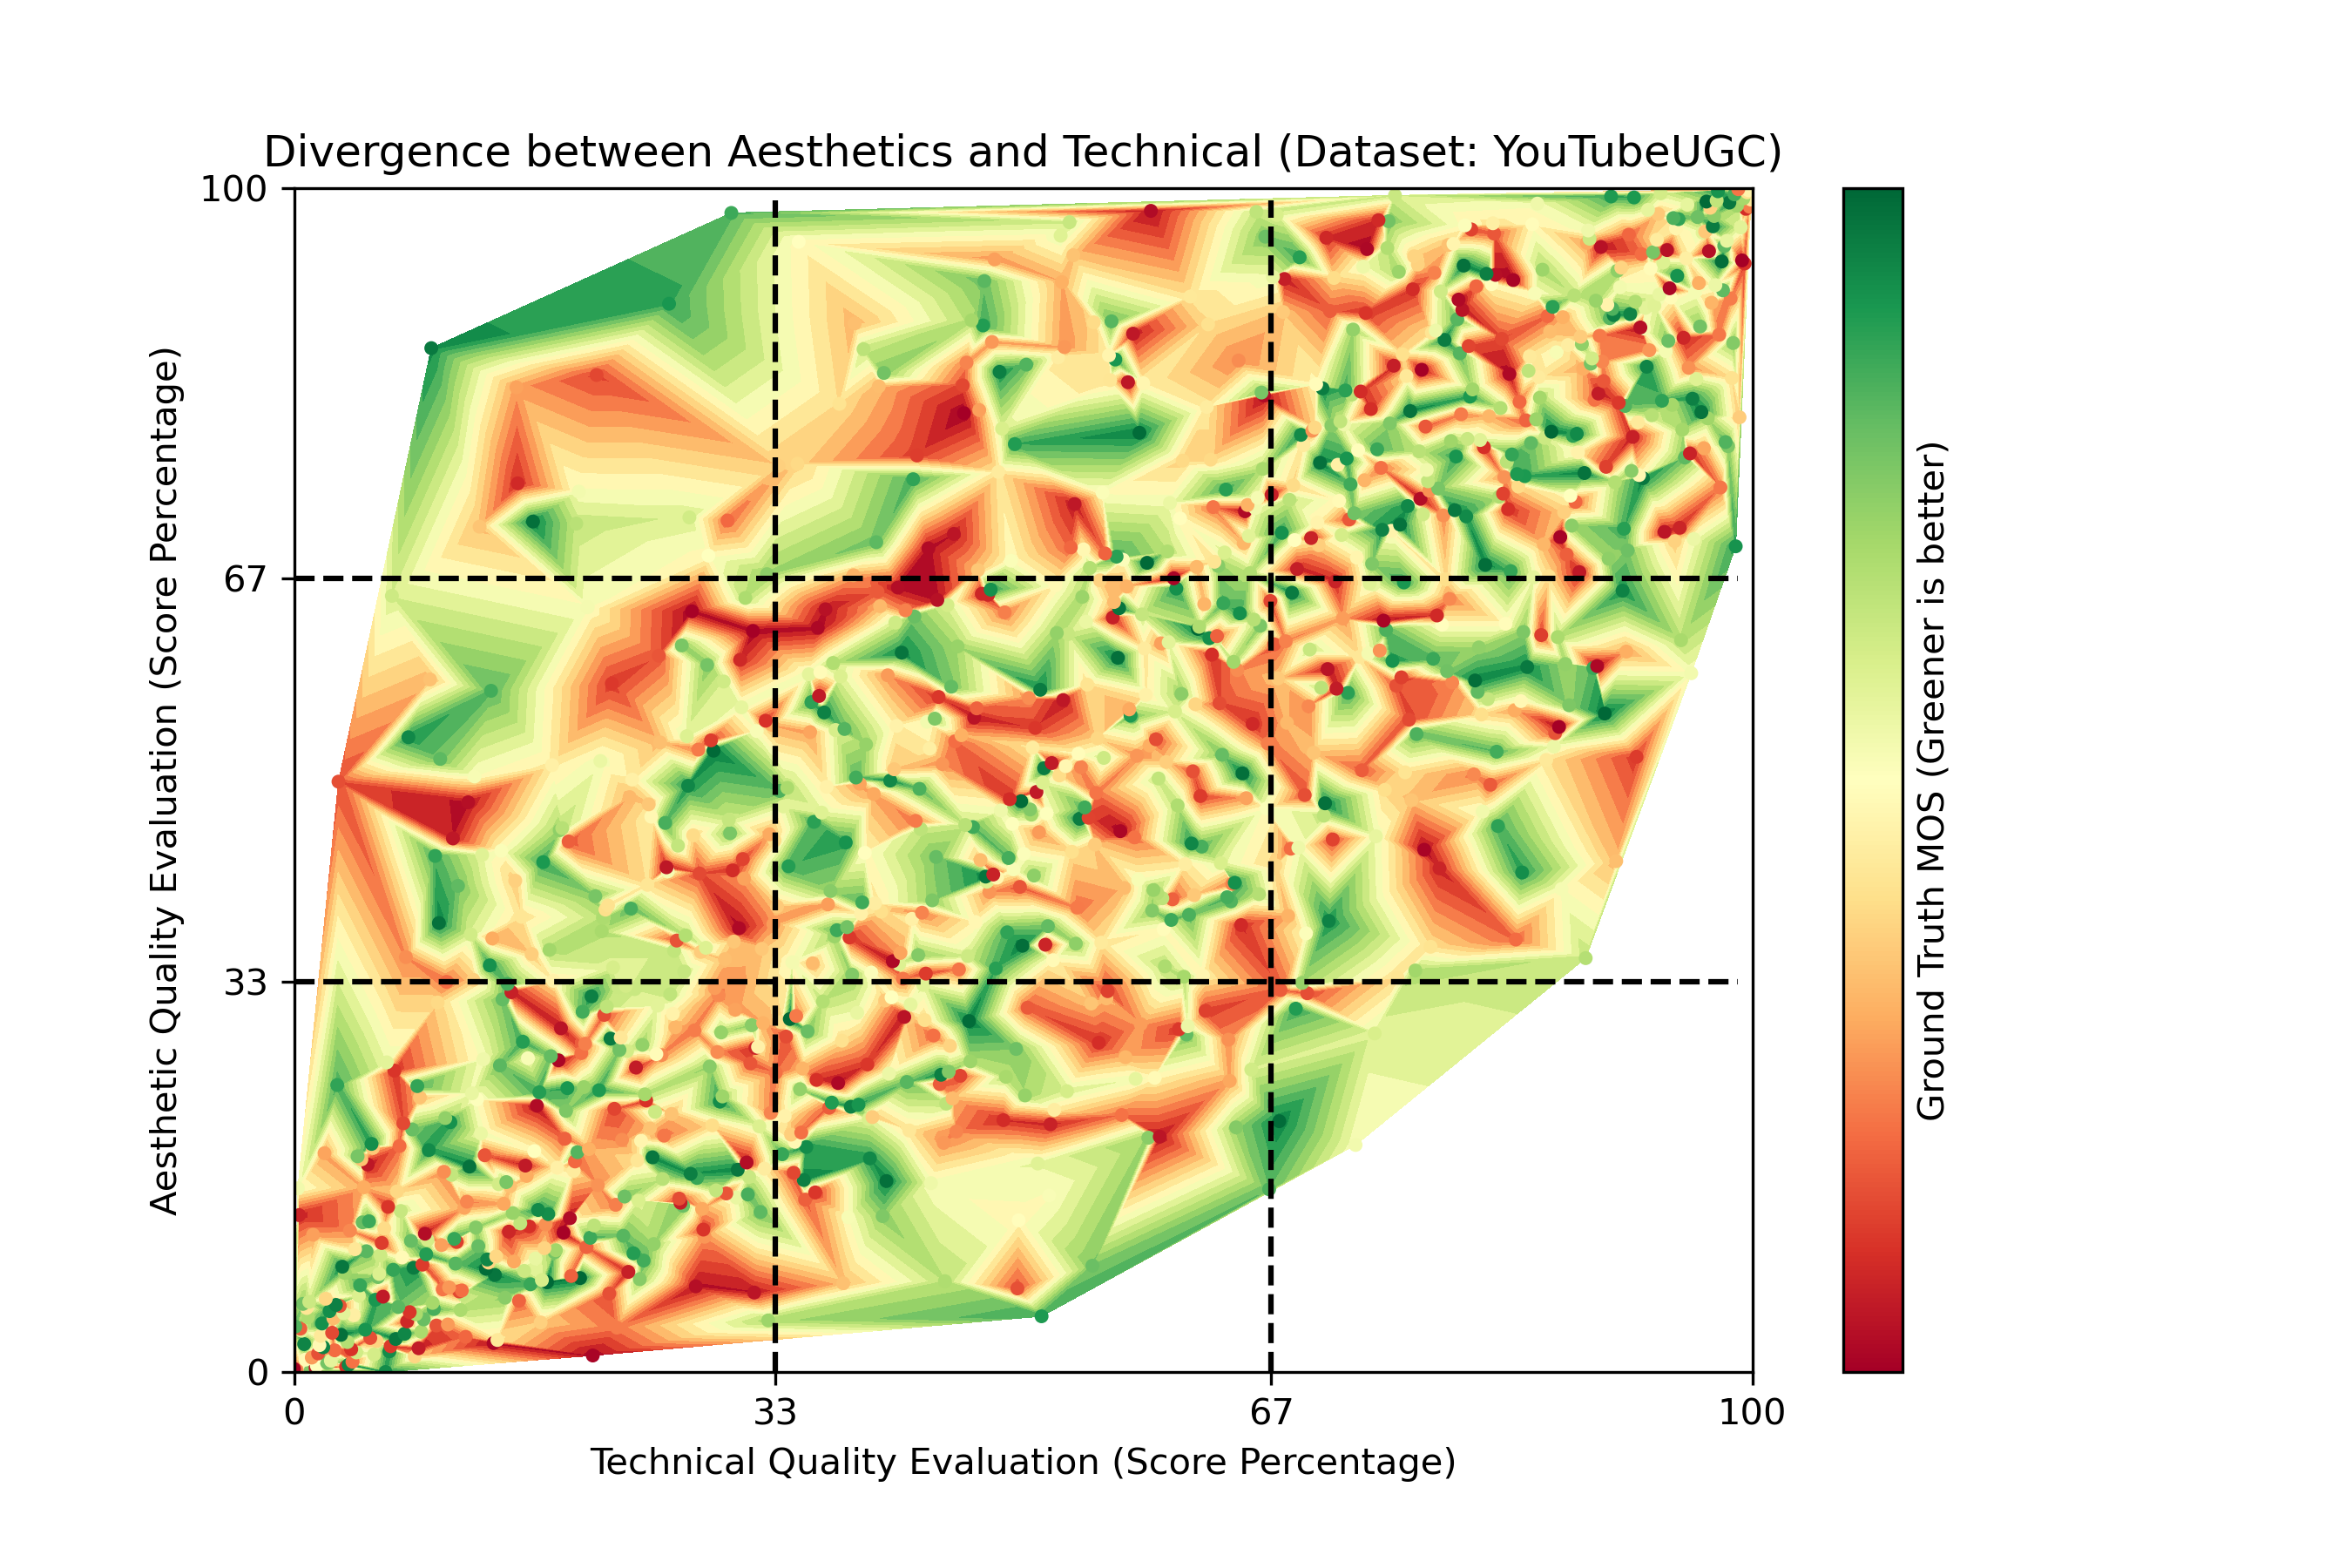 Divergence between Aesthetics and Technical (Dataset: YouTubeUGC)
100
67
33
0
Aesthetic Quality Evaluation (Score Percentage)
0
33
67
100
Technical Quality Evaluation (Score Percentage)
Ground Truth MOS (Greener is better)